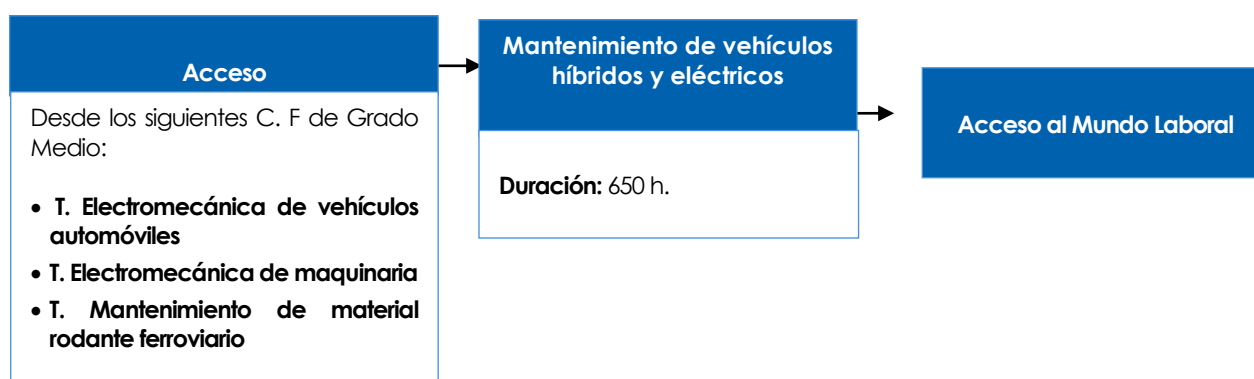 Acceso
Desde los siguientes C. F de Grado
Medio:
• T. Electromecánica de vehículos
automóviles
• T. Electromecánica de maquinaria
• T. Mantenimiento de material
rodante ferroviario
Mantenimiento de vehículos
híbridos y eléctricos
Duración: 650 h.
Acceso al Mundo Laboral